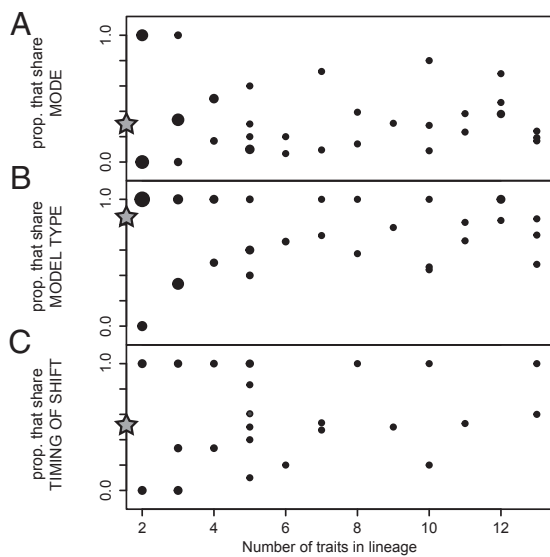 A
prop. that share
MODE
1.0
0.0
B
prop. that share
MODEL TYPE
1.0
0.0
C
prop. that share
TIMING OF SHIFT
1.0
0.0
2 4 6 8 10 12
Number of traits in lineage